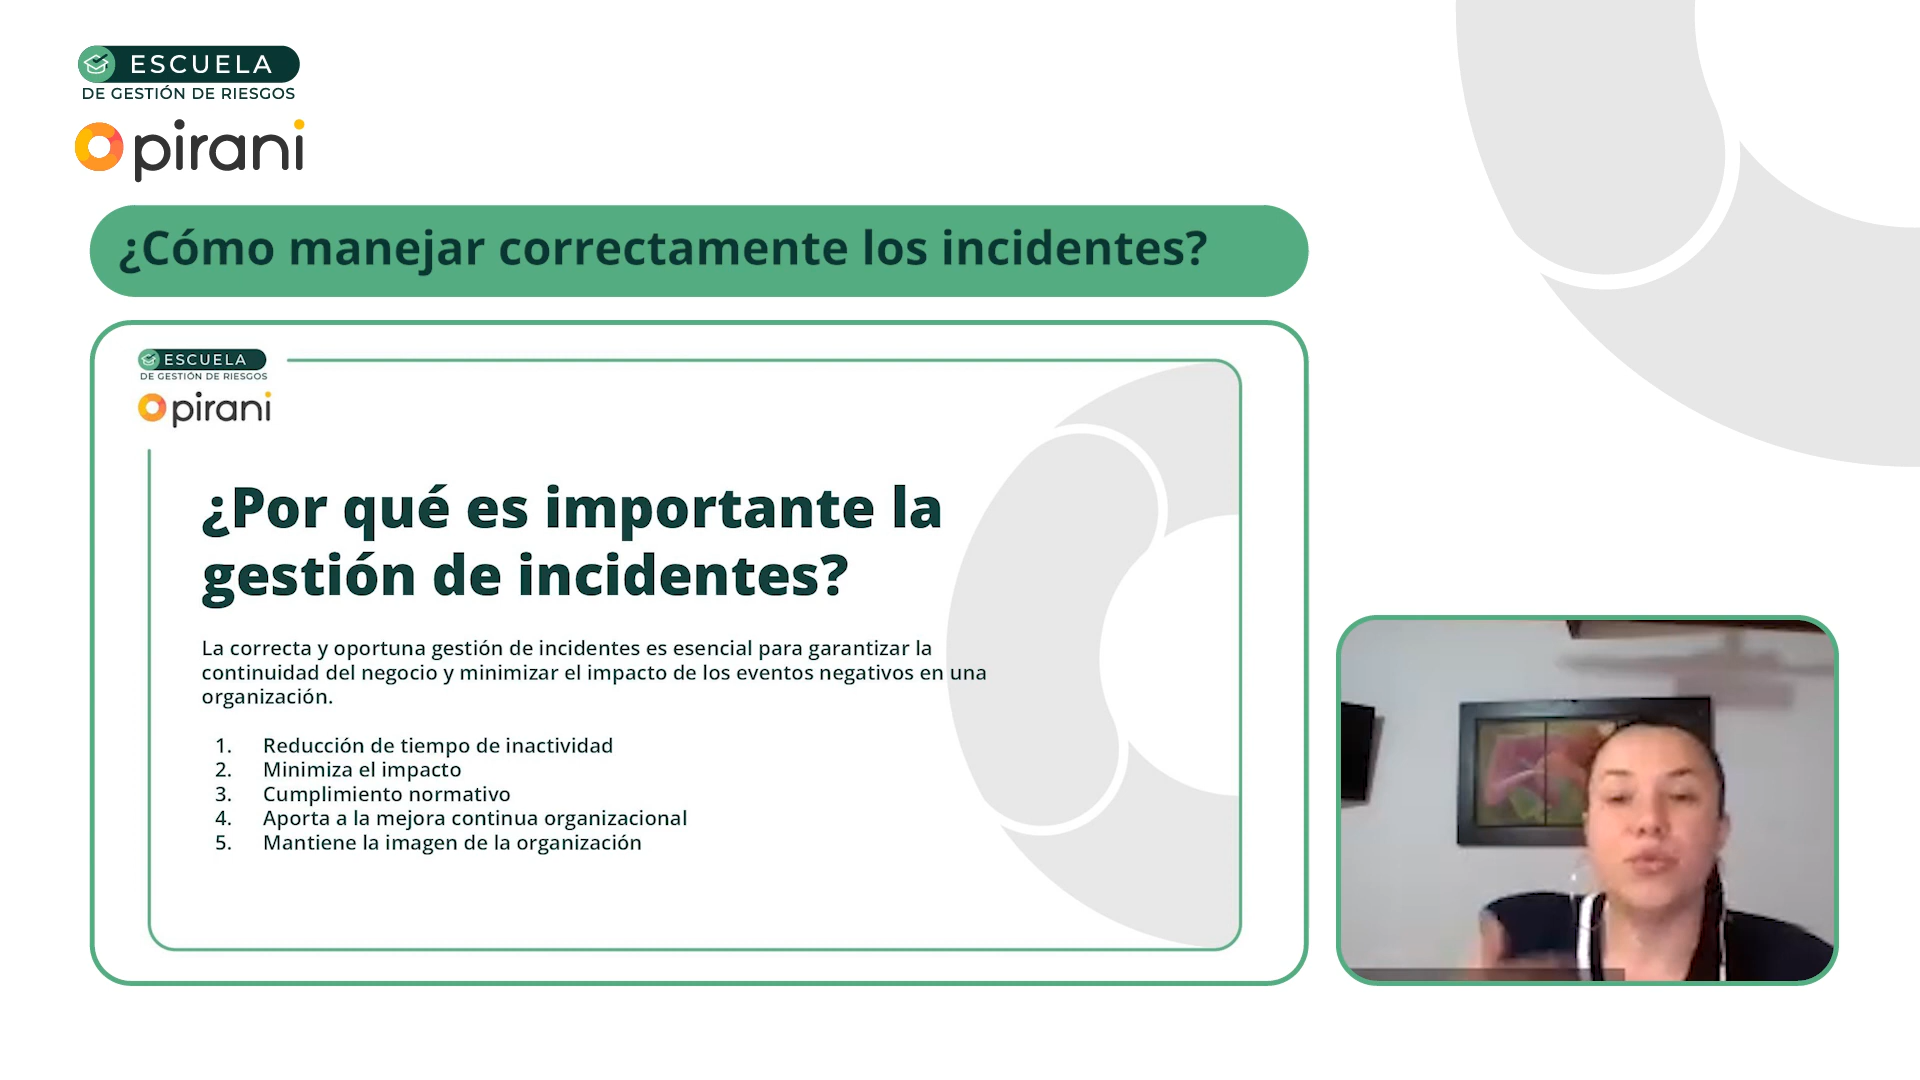 ESCUELA
DE GESTIÓN DE RIESGOS
pirani
¿Cómo manejar correctamente los incidentes?
ESCUELA
DE GESTIÓN DE RIESGOS
pirani
¿Por qué es importante la
gestión de incidentes?
La correcta y oportuna gestión de incidentes es esencial para garantizar la
continuidad del negocio y minimizar el impacto de los eventos negativos en una
organización.
1. Reducción de tiempo de inactividad
2. Minimiza el impacto
3. Cumplimiento normativo
4. Aporta a la mejora continua organizacional
5. Mantiene la imagen de la organización